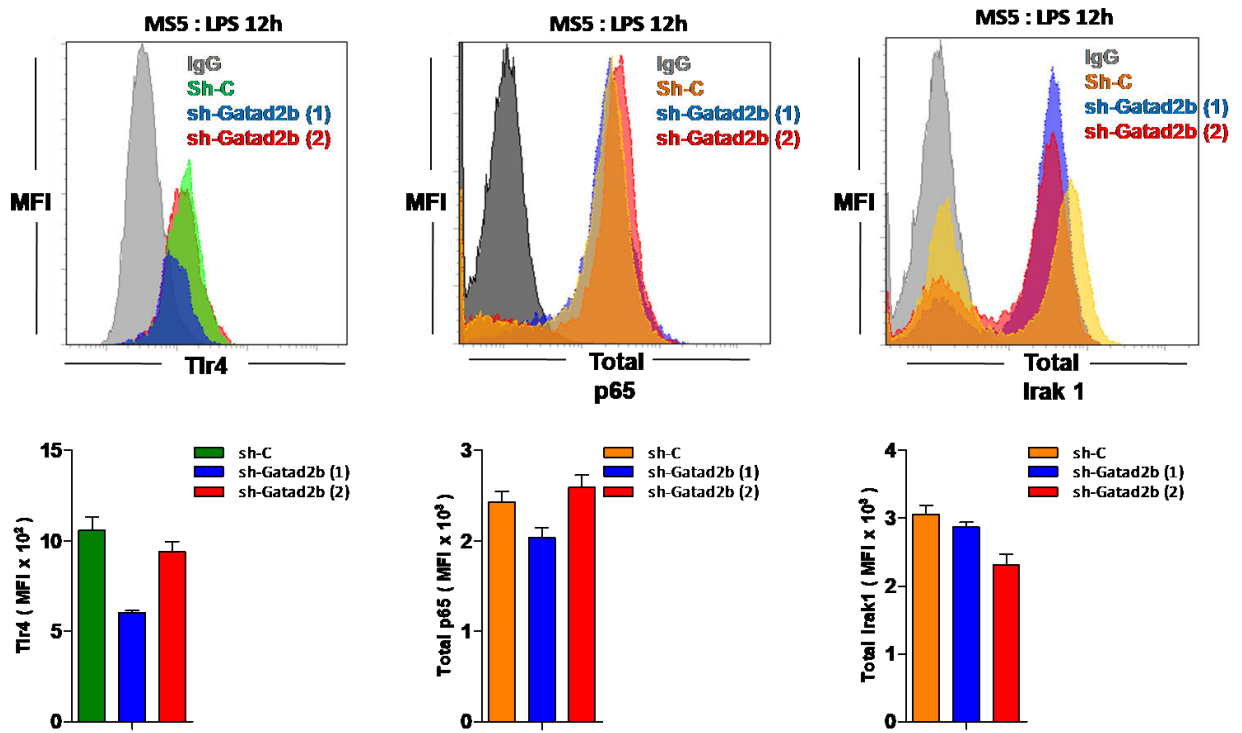 MS5 : LPS 12h
MFI
IgG
Sh-C
sh-Gatad2b (1)
sh-Gatad2b (2)
Tlr4
MS5 : LPS 12h
MFI
IgG
Sh-C
sh-Gatad2b (1)
sh-Gatad2b (2)
Total
p65
MS5 : LPS 12h
MFI
IgG
Sh-C
sh-Gatad2b (1)
sh-Gatad2b (2)
Total
Irak 1
Tlr4 ( MFI x 10²)
15
10
5
0
sh-C
sh-Gatad2b (1)
sh-Gatad2b (2)
Total p65 ( MFI x 10³)
3
2
1
0
sh-C
sh-Gatad2b (1)
sh-Gatad2b (2)
Total Irak1 ( MFI x 10³)
4
3
2
1
0
sh-C
sh-Gatad2b (1)
sh-Gatad2b (2)